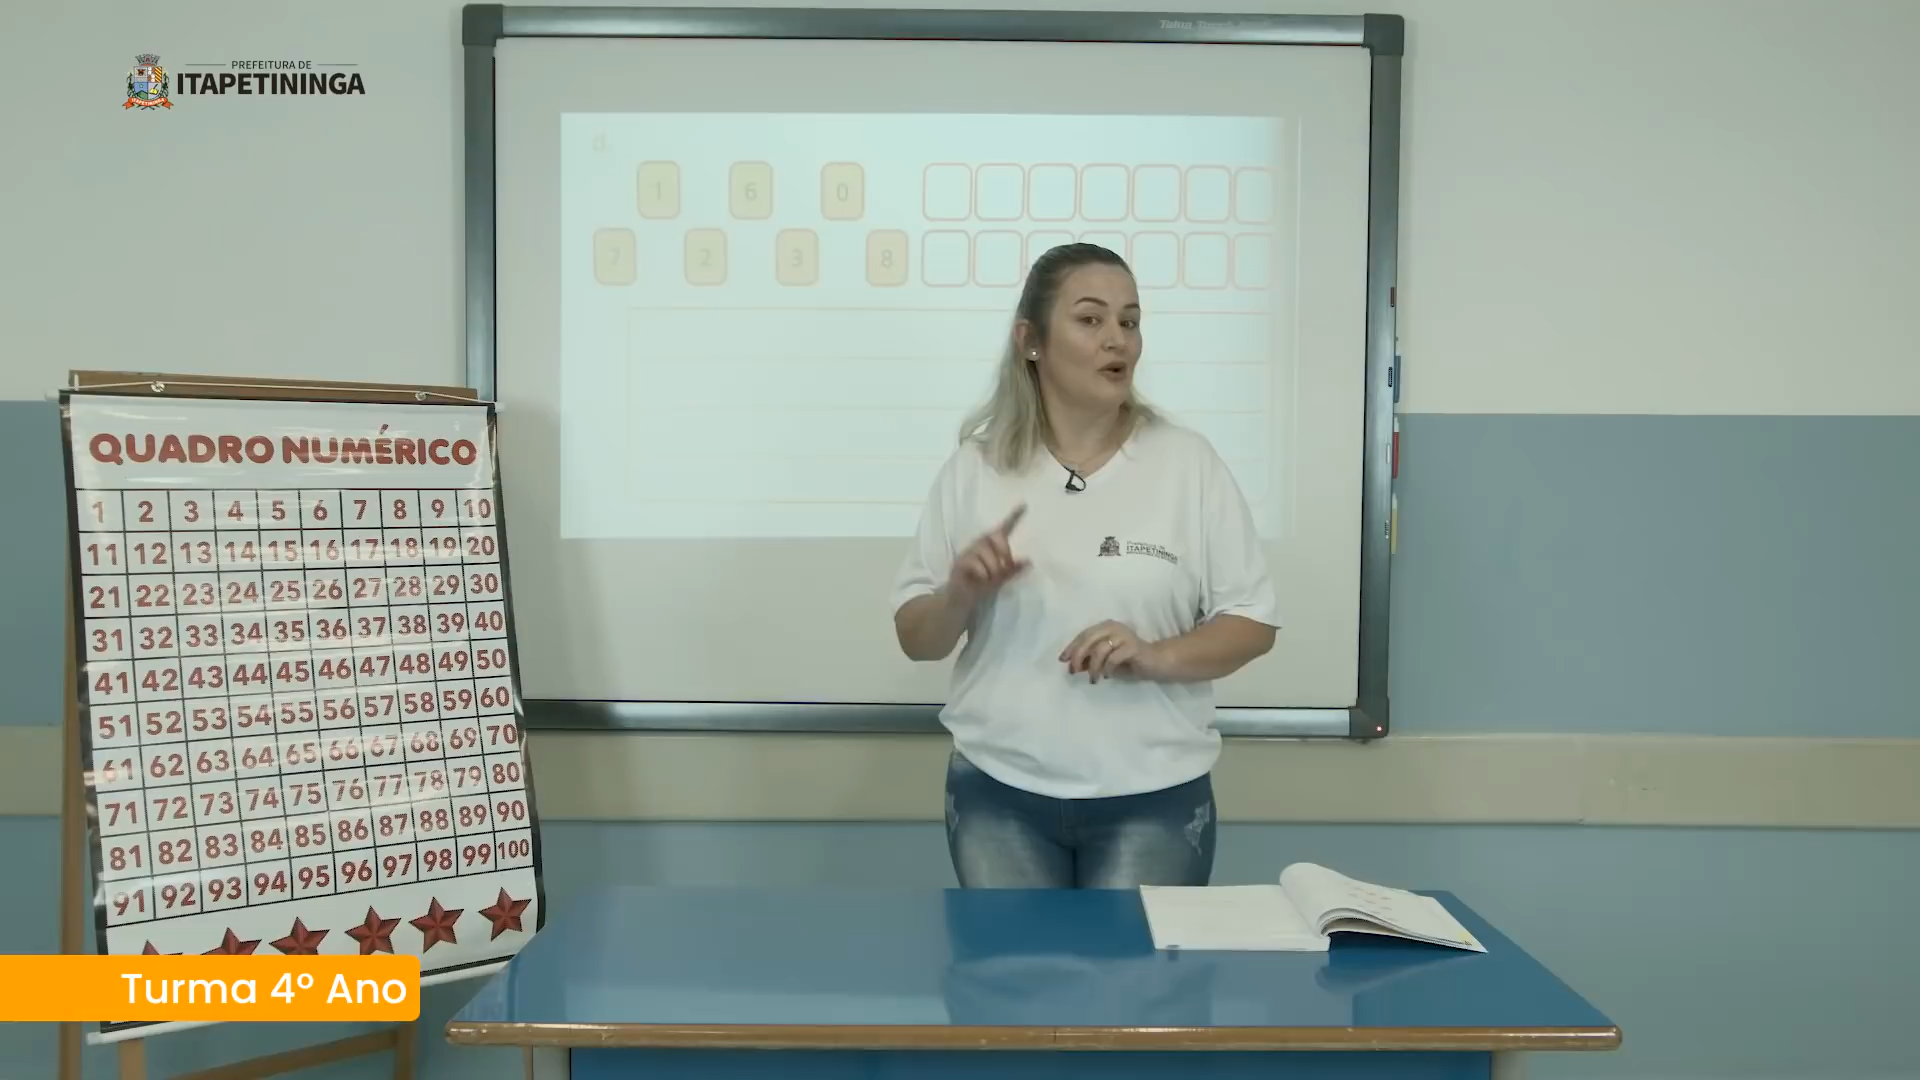 PREFEITURA DE
ITAPETININGA
d.
1 6 0
7 2 3 8
QUADRO NUMÉRICO
1 2 3 4 5 6 7 8 9 10
11 12 13 14 15 16 17 18 19 20
21 22 23 24 25 26 27 28 29 30
31 32 33 34 35 36 37 38 39 40
41 42 43 44 45 46 47 48 49 50
51 52 53 54 55 56 57 58 59 60
61 62 63 64 65 66 67 68 69 70
71 72 73 74 75 76 77 78 79 80
81 82 83 84 85 86 87 88 89 90
91 92 93 94 95 96 97 98 99 100
ITAPETININGA
Turma 4º Ano